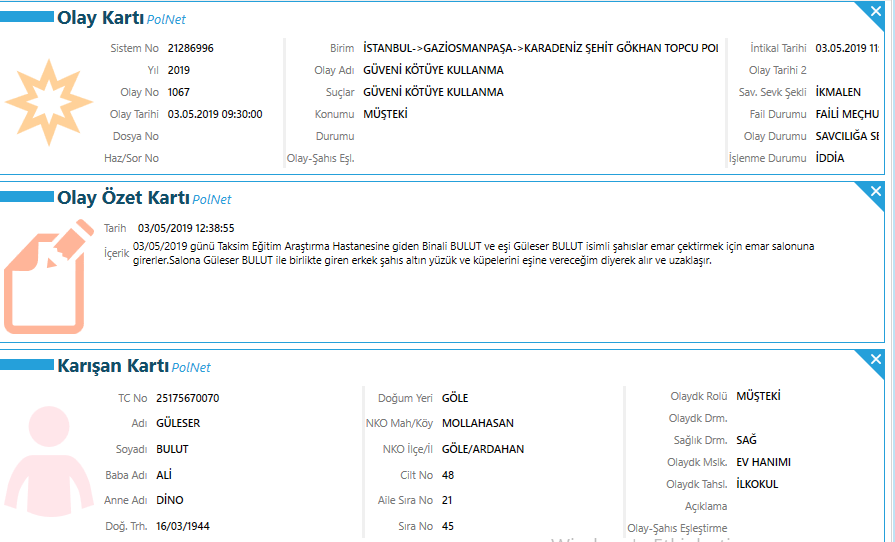 Olay Kartı PolNet
Sistem No 21286996 Birim İSTANBUL->GAZİOSMANPAŞA->KARADENİZ ŞEHİT GÖKHAN TOPCU POI İntikal Tarihi 03.05.2019 11:
Yıl 2019 Olay Adı GÜVENİ KÖTÜYE KULLANMA Olay Tarihi 2
Olay No 1067 Suçlar GÜVENİ KÖTÜYE KULLANMA Sav. Sevk Şekli İKMALEN
Olay Tarihi 03.05.2019 09:30:00 Konumu MÜŞTEKİ Fail Durumu FAİLİ MEÇHU
Dosya No Durumu Olay Durumu SAVCILIĞA SE
Haz/Sor No Olay-Şahıs Eşl. İşlenme Durumu İDDİA
Olay Özet Kartı PolNet
Tarih 03/05/2019 12:38:55
İçerik 03/05/2019 günü Taksim Eğitim Araştırma Hastanesine giden Binali BULUT ve eşi Güleser BULUT isimli şahıslar emar çektirmek için emar salonuna
girerler.Salona Güleser BULUT ile birlikte giren erkek şahıs altın yüzük ve küpelerini eşine vereceğim diyerek alır ve uzaklaşır.
Karışan Kartı PolNet
TC No 25175670070 Doğum Yeri GÖLE Olaydk Rolü MÜŞTEKİ
Adı GÜLESER NKO Mah/Köy MOLLAHASAN Olaydk Drm.
Soyadı BULUT NKO İlçe/İl GÖLE/ARDAHAN Sağlık Drm. SAĞ
Baba Adı ALİ Cilt No 48 Olaydk Mslk. EV HANIMI
Anne Adı DİNO Aile Sıra No 21 Olaydk Tahsl. İLKOKUL
Doğ. Trh. 16/03/1944 Sıra No 45 Açıklama
Olay-Şahıs Eşleştirme